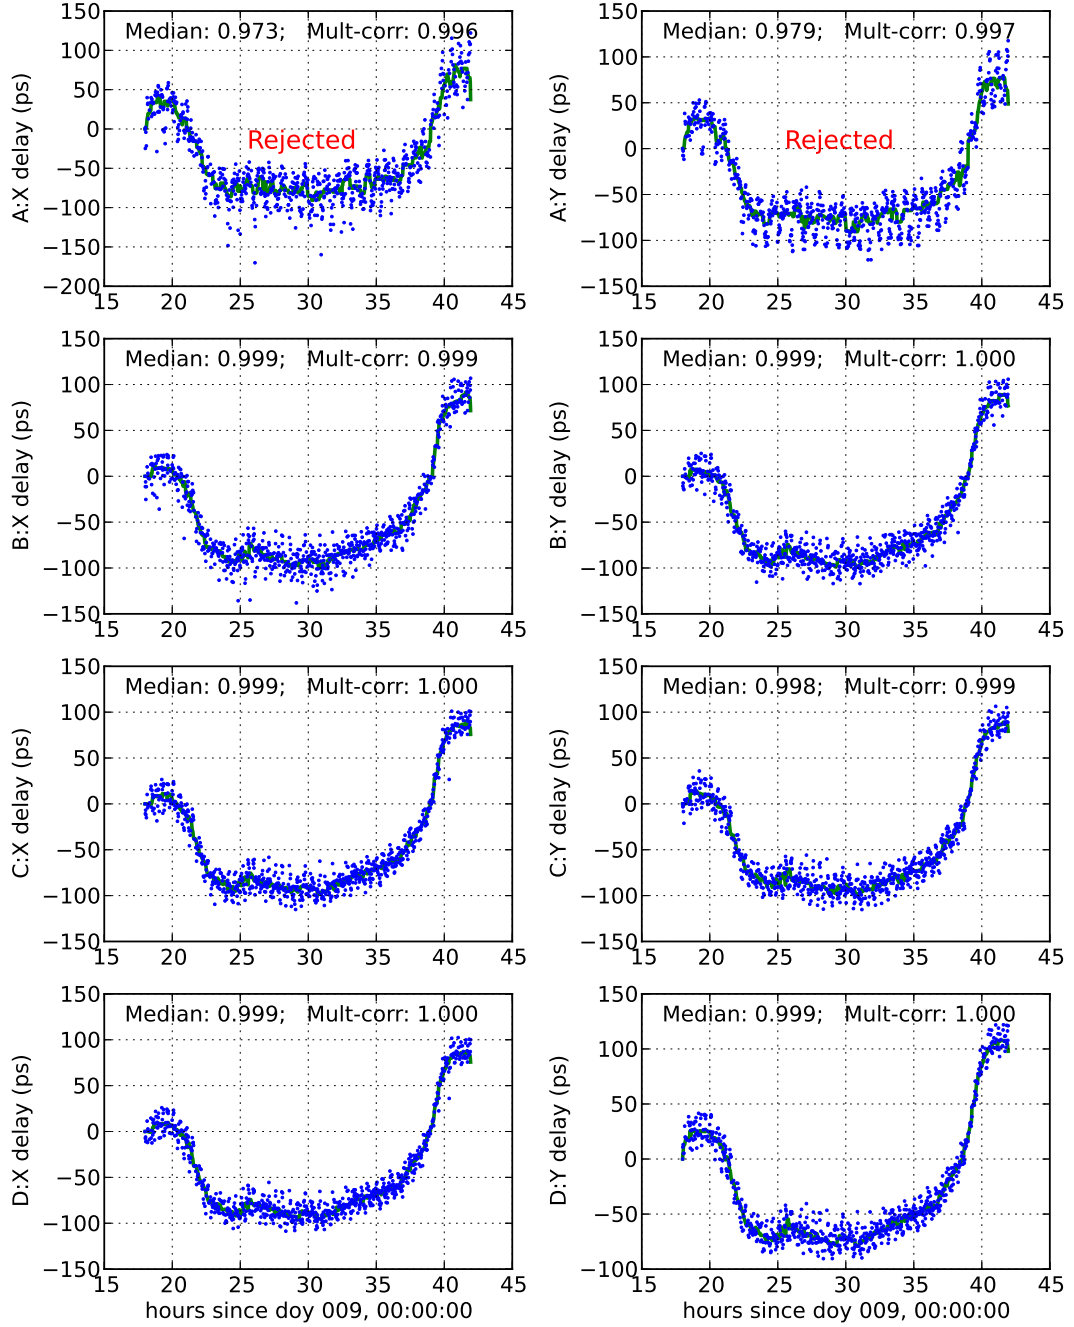 Median: 0.973; Mult-corr: 0.996
Rejected
A:X delay (ps)
150
100
50
0
−50
−100
−150
−200
15 20 25 30 35 40 45
Median: 0.979; Mult-corr: 0.997
Rejected
A:Y delay (ps)
150
100
50
0
−50
−100
−150
15 20 25 30 35 40 45
Median: 0.999; Mult-corr: 0.999
B:X delay (ps)
150
100
50
0
−50
−100
−150
15 20 25 30 35 40 45
Median: 0.999; Mult-corr: 1.000
B:Y delay (ps)
150
100
50
0
−50
−100
−150
15 20 25 30 35 40 45
Median: 0.999; Mult-corr: 1.000
C:X delay (ps)
150
100
50
0
−50
−100
−150
15 20 25 30 35 40 45
Median: 0.998; Mult-corr: 0.999
C:Y delay (ps)
150
100
50
0
−50
−100
−150
15 20 25 30 35 40 45
Median: 0.999; Mult-corr: 1.000
D:X delay (ps)
150
100
50
0
−50
−100
−150
15 20 25 30 35 40 45
hours since doy 009, 00:00:00
Median: 0.999; Mult-corr: 1.000
D:Y delay (ps)
150
100
50
0
−50
−100
15 20 25 30 35 40 45
hours since doy 009, 00:00:00